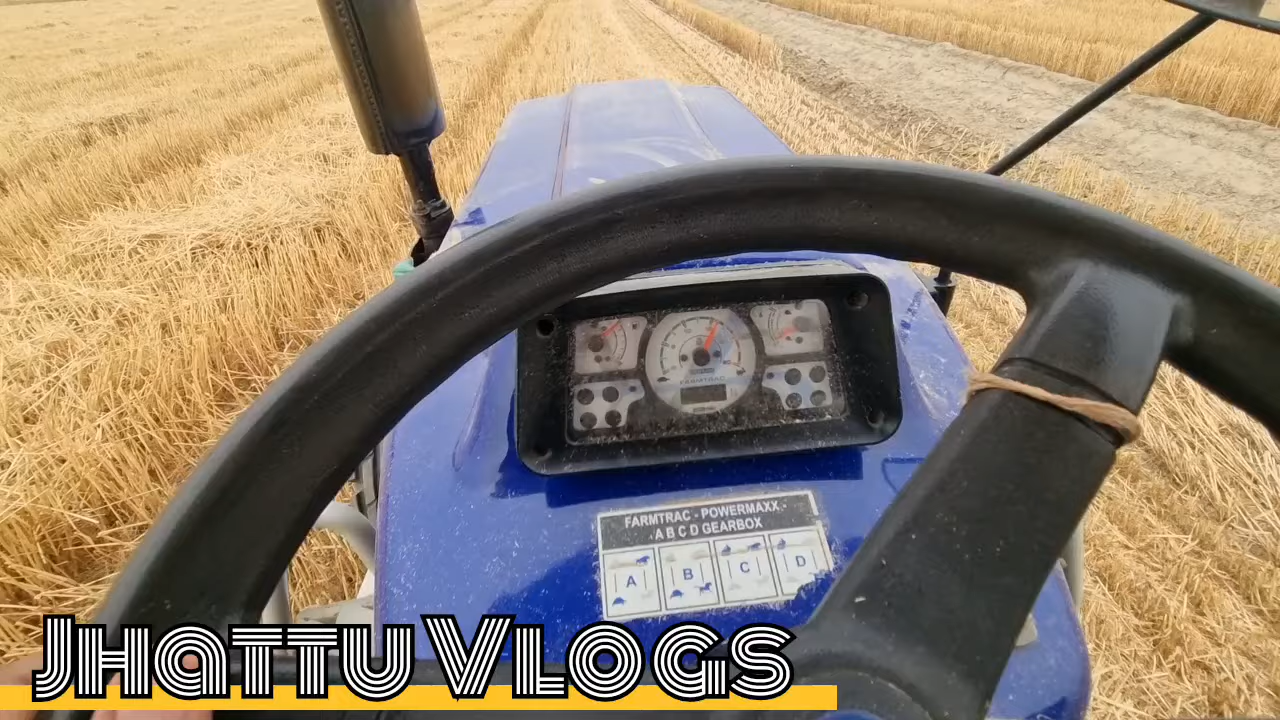 FARMTRAC
FARMTRAC - POWERMAXX -
A B C D GEARBOX
A B C D
Jhattu Vlogs